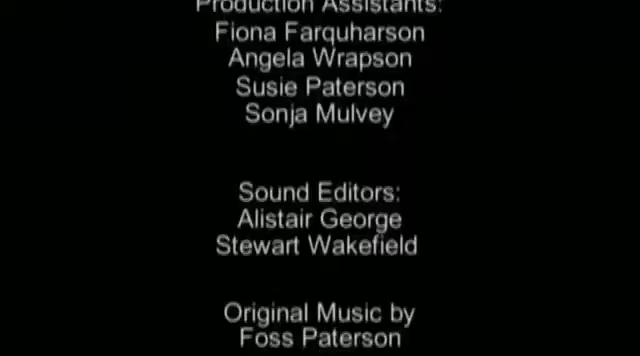 Production Assistants:
Fiona Farquharson
Angela Wrapson
Susie Paterson
Sonja Mulvey
Sound Editors:
Alistair George
Stewart Wakefield
Original Music by
Foss Paterson